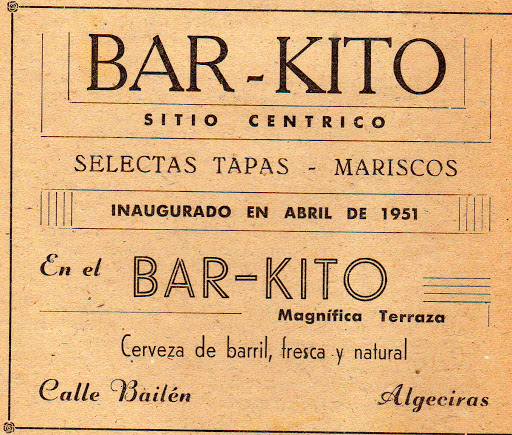 BAR-KITO
SITIO CENTRICO
SELECTAS TAPAS - MARISCOS
INAUGURADO EN ABRIL DE 1951
En el BAR-KITO
Magnífica Terraza
Cerveza de barril, fresca y natural
Calle Bailén Algeciras